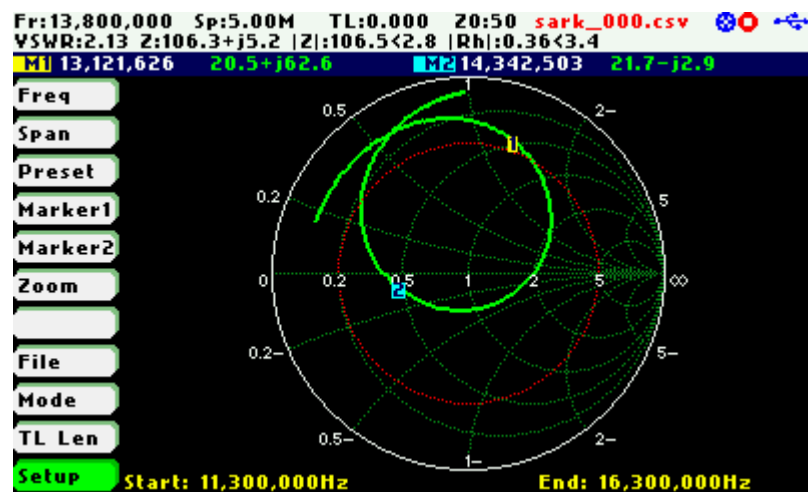 Fr:13,800,000 Sp:5.00M TL:0.000 Z0:50 sark_000.csv
VSWR:2.13 Z:106.3+j5.2 |Z|:106.5<2.8 |Rh|:0.36<3.4
M1 13,121,626 20.5+j62.6 M2 14,342,503 21.7-j2.9
Freq
Span
Preset
Marker1
Marker2
Zoom
File
Mode
TL Len
Setup
1
0.5
2-
1
0.2
5
0 0.2 0.5 1 2 5 ∞
2
0.2-
5-
0.5-
2-
1-
Start: 11,300,000Hz End: 16,300,000Hz